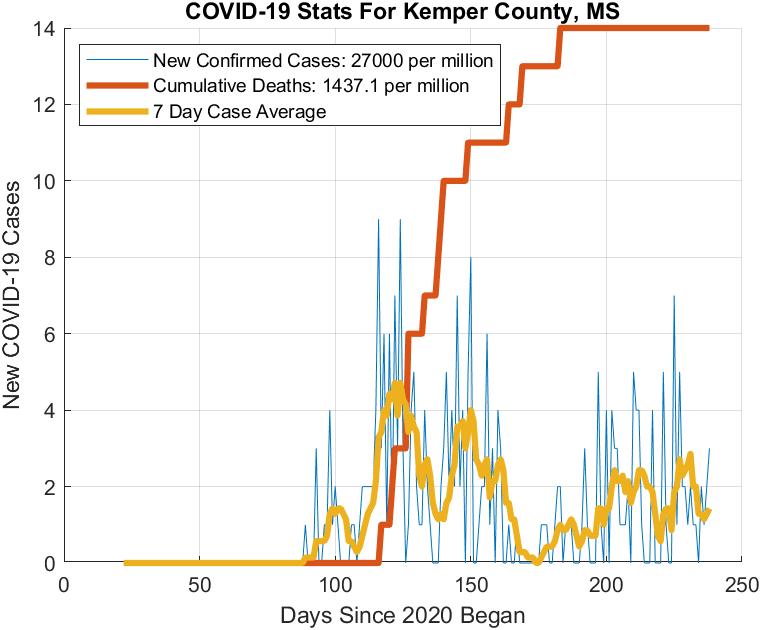 COVID-19 Stats For Kemper County, MS
New Confirmed Cases: 27000 per million
Cumulative Deaths: 1437.1 per million
7 Day Case Average
New COVID-19 Cases
14
12
10
8
6
4
2
0
0 50 100 150 200 250
Days Since 2020 Began